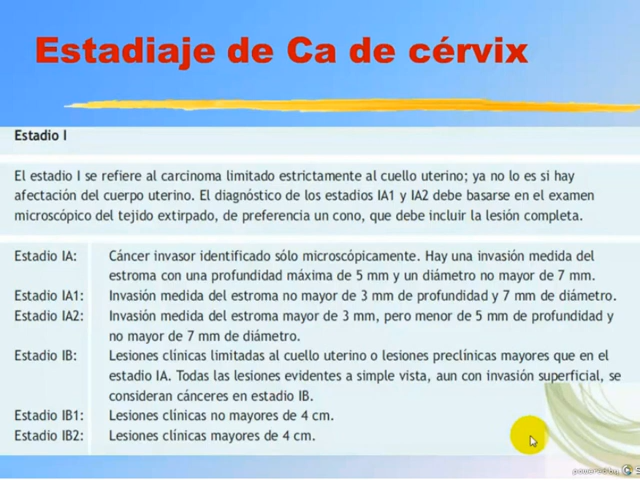 Estadiaje de Ca de cérvix
Estadio I
El estadio I se refiere al carcinoma limitado estrictamente al cuello uterino; ya no lo es si hay
afectación del cuerpo uterino. El diagnóstico de los estadios IA1 y IA2 debe basarse en el examen
microscópico del tejido extirpado, de preferencia un cono, que debe incluir la lesión completa.
Estadio IA: Cáncer invasor identificado sólo microscópicamente. Hay una invasión medida del
estroma con una profundidad máxima de 5 mm y un diámetro no mayor de 7 mm.
Estadio IA1: Invasión medida del estroma no mayor de 3 mm de profundidad y 7 mm de diámetro.
Estadio IA2: Invasión medida del estroma mayor de 3 mm, pero menor de 5 mm de profundidad y
no mayor de 7 mm de diámetro.
Estadio IB: Lesiones clínicas limitadas al cuello uterino o lesiones preclínicas mayores que en el
estadio IA. Todas las lesiones evidentes a simple vista, aun con invasión superficial, se
consideran cánceres en estadio IB.
Estadio IB1: Lesiones clínicas no mayores de 4 cm.
Estadio IB2: Lesiones clínicas mayores de 4 cm.
powered by